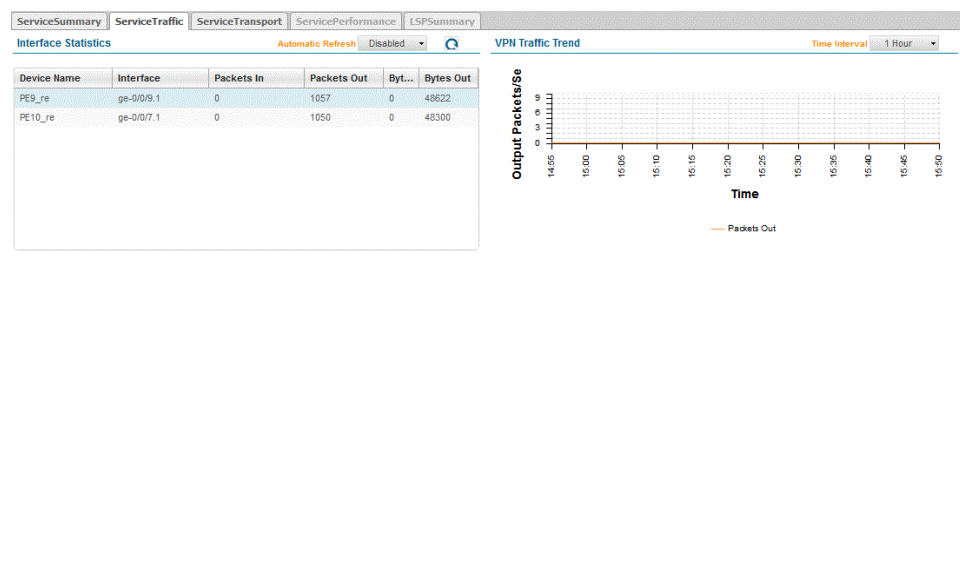 ServiceSummary ServiceTraffic ServiceTransport ServicePerformance LSPSummary
Interface Statistics Automatic Refresh Disabled
Device Name Interface Packets In Packets Out Byt... Bytes Out
PE9_re ge-0/0/9.1 0 1057 0 48622
PE10_re ge-0/0/7.1 0 1050 0 48300
VPN Traffic Trend Time Interval 1 Hour
Output Packets/Se
9
6
3
0
14:55 15:00 15:05 15:10 15:15 15:20 15:25 15:30 15:35 15:40 15:45 15:50
Time
Packets Out